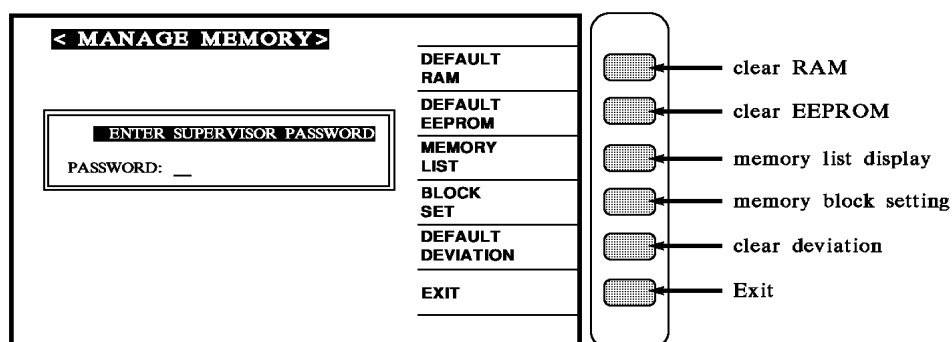 < MANAGE MEMORY>
ENTER SUPERVISOR PASSWORD
PASSWORD: __
DEFAULT
RAM
DEFAULT
EEPROM
MEMORY
LIST
BLOCK
SET
DEFAULT
DEVIATION
EXIT
clear RAM
clear EEPROM
memory list display
memory block setting
clear deviation
Exit